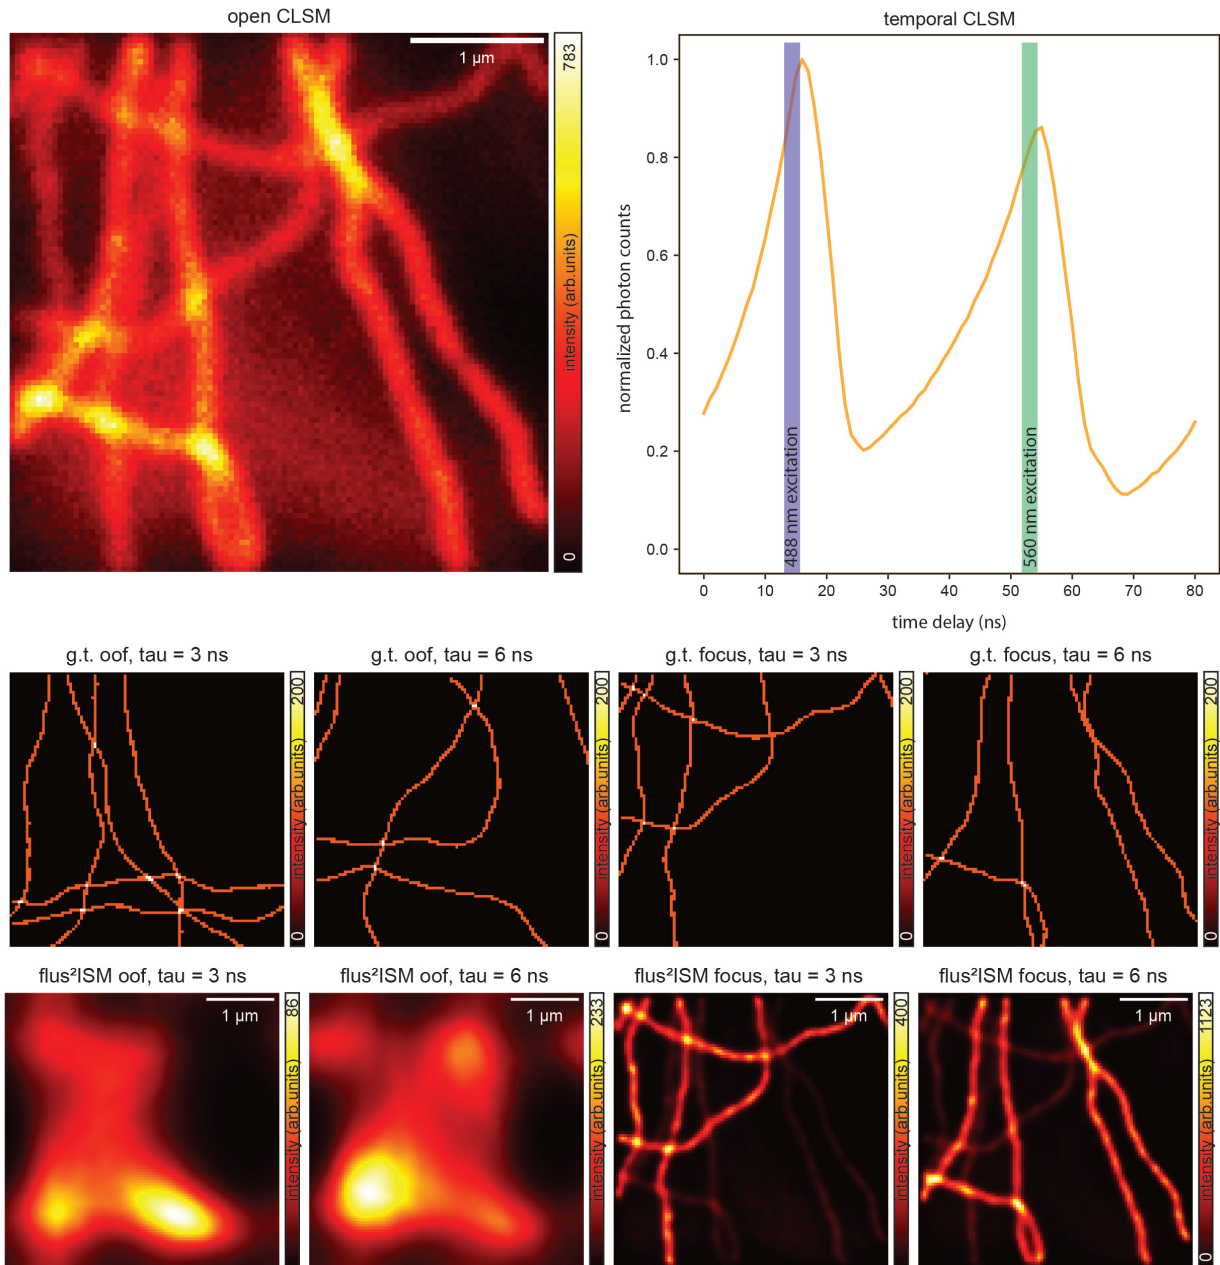 open CLSM
1 µm
783
intensity (arb.units)
0
temporal CLSM
1.0
0.8
0.6
0.4
0.2
0.0
normalized photon counts
488 nm excitation
560 nm excitation
0 10 20 30 40 50 60 70 80
time delay (ns)
g.t. oof, tau = 3 ns
200
intensity (arb.units)
0
g.t. oof, tau = 6 ns
200
intensity (arb.units)
0
g.t. focus, tau = 3 ns
200
intensity (arb.units)
0
g.t. focus, tau = 6 ns
200
intensity (arb.units)
0
flus²ISM oof, tau = 3 ns
1 µm
86
intensity (arb.units)
flus²ISM oof, tau = 6 ns
1 µm
233
intensity (arb.units)
flus²ISM focus, tau = 3 ns
1 µm
400
intensity (arb.units)
flus²ISM focus, tau = 6 ns
1 µm
1123
intensity (arb.units)
0